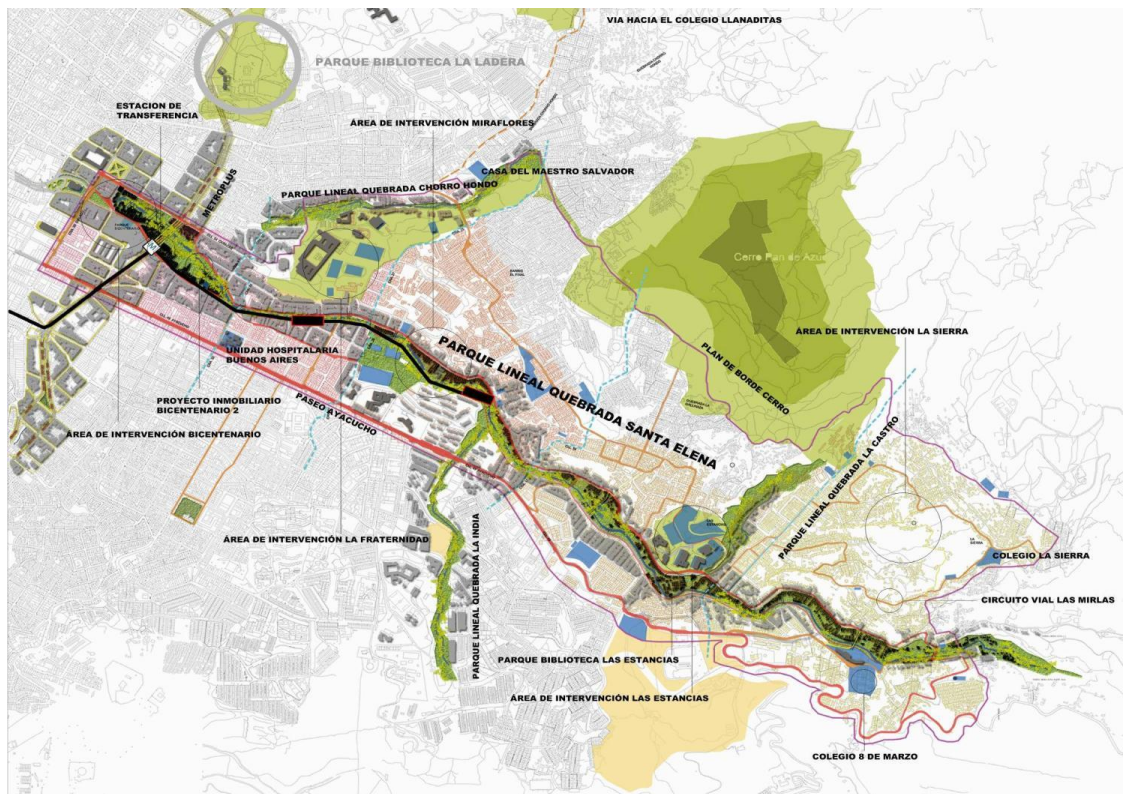 VIA HACIA EL COLEGIO LLANADITAS
PARQUE BIBLIOTECA LA LADERA
ESTACION DE
TRANSFERENCIA
ÁREA DE INTERVENCIÓN MIRAFLORES
METROPLUS
PARQUE LINEAL QUEBRADA CHORRO HONDO
CASA DEL MAESTRO SALVADOR
Cerro Pan de Azúcar
ÁREA DE INTERVENCIÓN LA SIERRA
PARQUE LINEAL QUEBRADA SANTA ELENA
PLAN DE BORDE CERRO
UNIDAD HOSPITALARIA
BUENOS AIRES
PASEO AYACUCHO
PROYECTO INMOBILIARIO
BICENTENARIO 2
ÁREA DE INTERVENCIÓN BICENTENARIO
PARQUE LINEAL QUEBRADA LA CASTRO
ÁREA DE INTERVENCIÓN LA FRATERNIDAD
PARQUE LINEAL QUEBRADA LA INDIA
LA
SIERRA
COLEGIO LA SIERRA
CIRCUITO VIAL LAS MIRLAS
PARQUE BIBLIOTECA LAS ESTANCIAS
ÁREA DE INTERVENCIÓN LAS ESTANCIAS
COLEGIO 8 DE MARZO